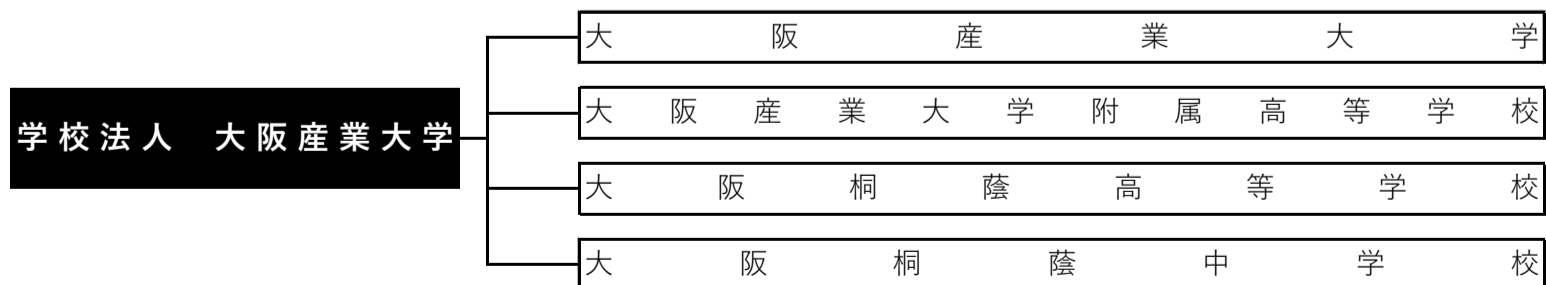 学校法人　大阪産業大学
大阪産業大学
大阪産業大学附属高等学校
大阪桐蔭高等学校
大阪桐蔭中学校